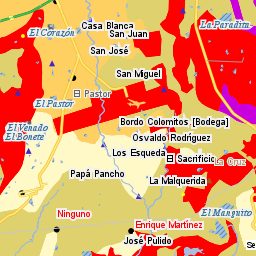 Casa Blanca
La Paradita
San Juan
El Corazón
San José
San Miguel
El Pastor
El Pastor
Bordo Colomitos [Bodega]
El Venado
El Bonete
Osvaldo Rodríguez
Los Esqueda
El Sacrificio
La Cruz
Papá Pancho
La Malquerida
Ninguno
El Manguito
Enrique Martínez
José Pulido
Se